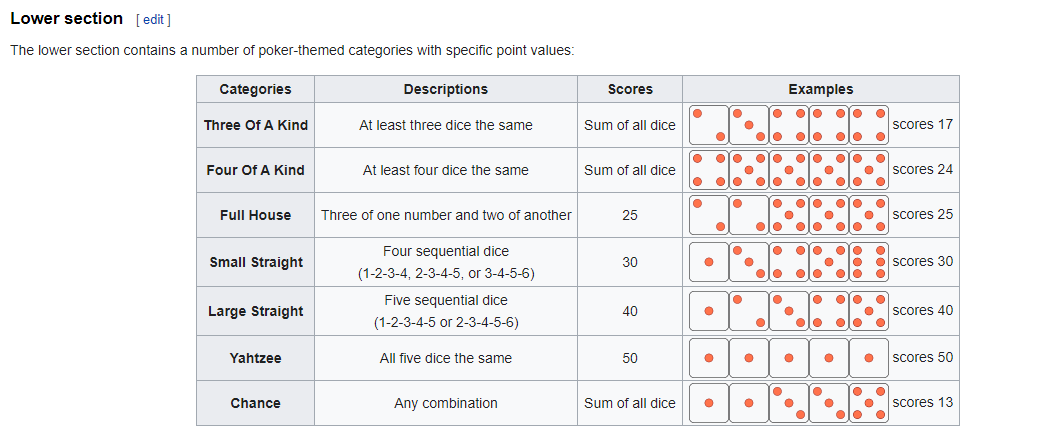 Lower section [ edit ]
The lower section contains a number of poker-themed categories with specific point values:
Categories Descriptions Scores Examples
Three Of A Kind At least three dice the same Sum of all dice scores 17
Four Of A Kind At least four dice the same Sum of all dice scores 24
Full House Three of one number and two of another 25 scores 25
Small Straight Four sequential dice
(1-2-3-4, 2-3-4-5, or 3-4-5-6) 30 scores 30
Large Straight Five sequential dice
(1-2-3-4-5 or 2-3-4-5-6) 40 scores 40
Yahtzee All five dice the same 50 scores 50
Chance Any combination Sum of all dice scores 13